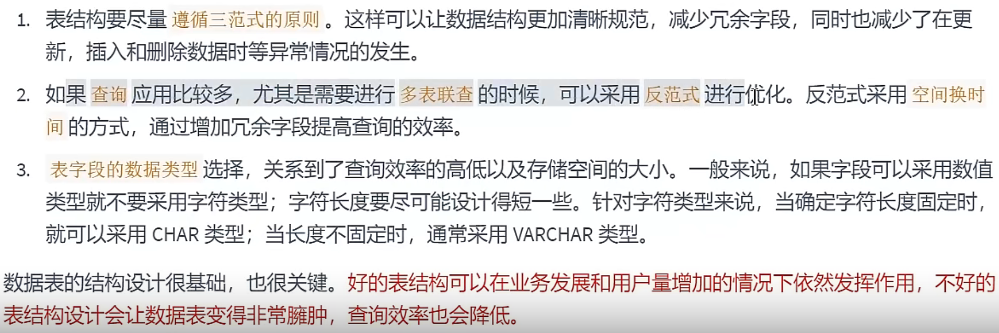 1. 表结构要尽量 遵循三范式的原则 。这样可以让数据结构更加清晰规范，减少冗余字段，同时也减少了在更
新，插入和删除数据时等异常情况的发生。
2. 如果 查询 应用比较多，尤其是需要进行 多表联查 的时候，可以采用 反范式 进行优化。反范式采用 空间换时
间 的方式，通过增加冗余字段提高查询的效率。
3. 表字段的数据类型 选择，关系到了查询效率的高低以及存储空间的大小。一般来说，如果字段可以采用数值
类型就不要采用字符类型；字符长度要尽可能设计得短一些。针对字符类型来说，当确定字符长度固定时，
就可以采用 CHAR 类型；当长度不固定时，通常采用 VARCHAR 类型。
数据表的结构设计很基础，也很关键。好的表结构可以在业务发展和用户量增加的情况下依然发挥作用，不好的
表结构设计会让数据表变得非常臃肿，查询效率也会降低。